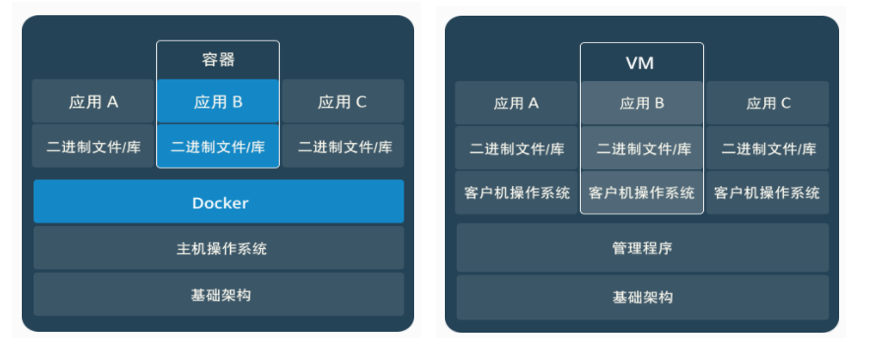 容器
应用 A 应用 B 应用 C
二进制文件/库 二进制文件/库 二进制文件/库
Docker
主机操作系统
基础架构
VM
应用 A 应用 B 应用 C
二进制文件/库 二进制文件/库 二进制文件/库
客户机操作系统 客户机操作系统 客户机操作系统
管理程序
基础架构